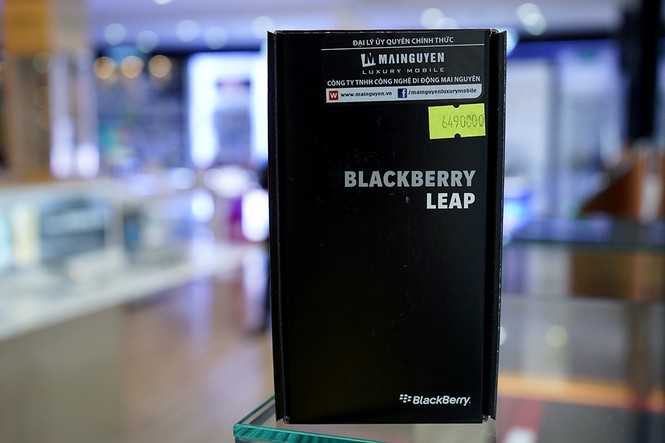 ĐẠI LÝ ỦY QUYỀN CHÍNH THỨC
MAINGUYEN
LUXURY MOBILE
CÔNG TY TNHH CÔNG NGHỆ DI ĐỘNG MAI NGUYÊN
W www.mainguyen.vn f /mainguyenluxurymobile
6490000
BLACKBERRY
LEAP
BlackBerry